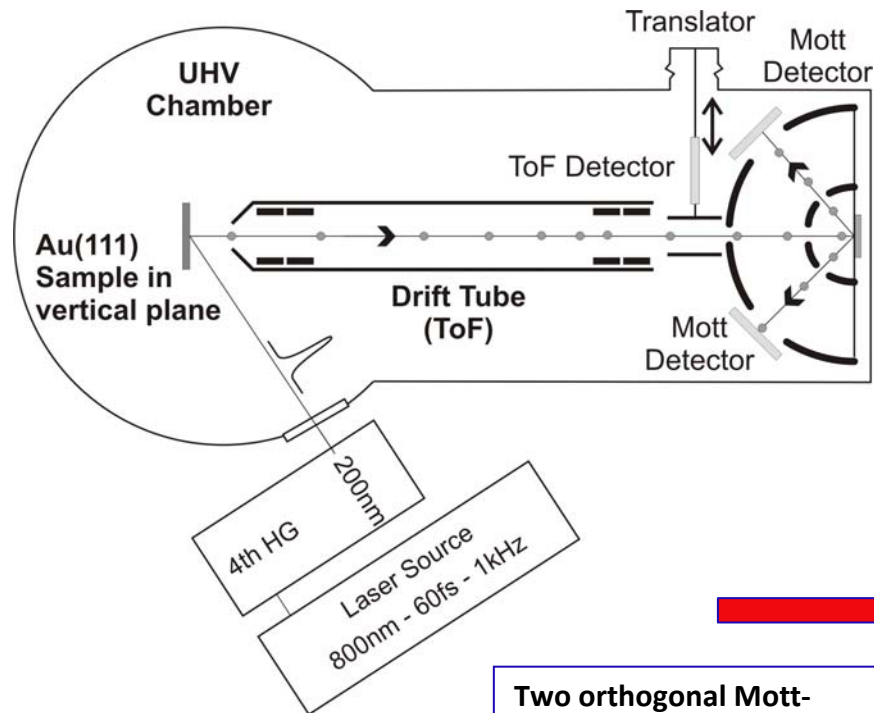 Translator
Mott
Detector
UHV
Chamber
ToF Detector
Au(111)
Sample in
vertical plane
Drift Tube
(ToF)
Mott
Detector
200nm
4th HG
Laser Source
800nm - 60fs - 1kHz
Two orthogonal Mott-